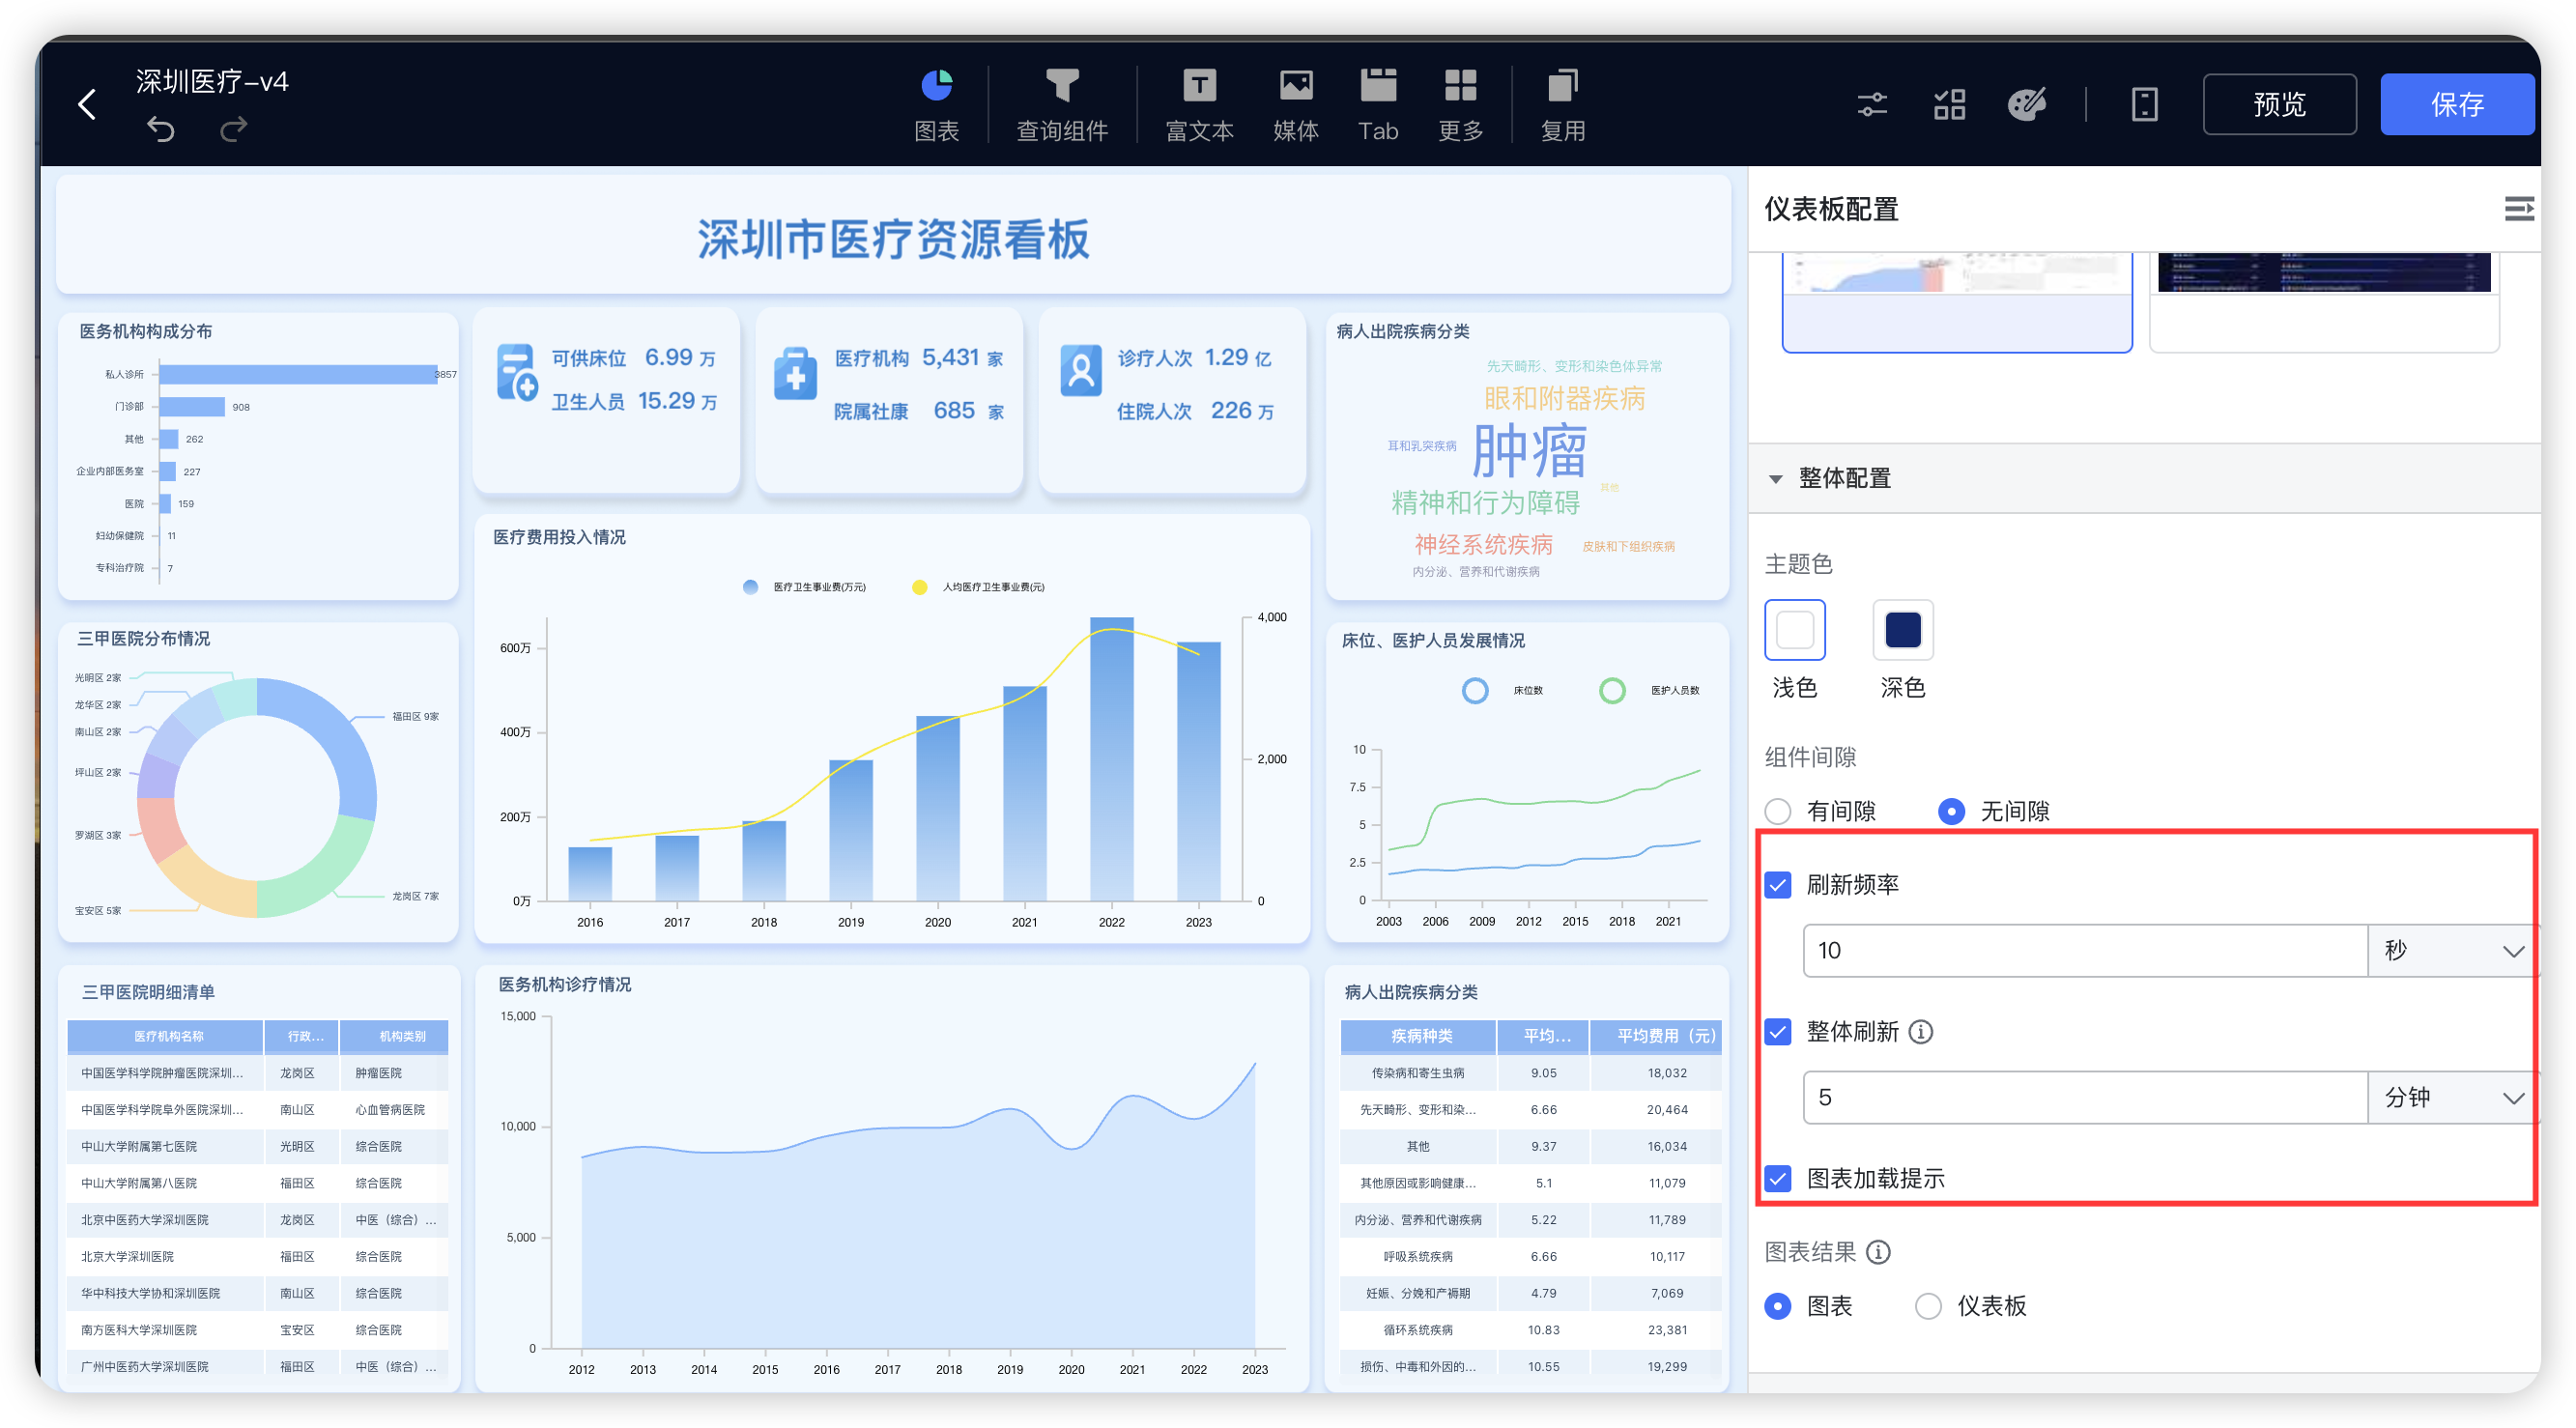 深圳医疗-v4
图表
查询组件
富文本
媒体
Tab
更多
复用
预览
保存
深圳市医疗资源看板
医务机构构成分布
私人诊所 3857
门诊部 908
其他 262
企业内部医务室 227
医院 159
妇幼保健院 11
专科治疗院 7
可供床位 6.99 万
卫生人员 15.29 万
医疗机构 5,431 家
院属社康 685 家
诊疗人次 1.29 亿
住院人次 226 万
病人出院疾病分类
先天畸形、变形和染色体异常
眼和附器疾病
耳和乳突疾病
肿瘤
其他
精神和行为障碍
神经系统疾病
皮肤和下组织疾病
内分泌、营养和代谢疾病
三甲医院分布情况
光明区 2家
龙华区 2家
南山区 2家
坪山区 2家
罗湖区 3家
宝安区 5家
福田区 9家
龙岗区 7家
医疗费用投入情况
医疗卫生事业费(万元)
人均医疗卫生事业费(元)
600万
400万
200万
0万
4,000
2,000
0
2016 2017 2018 2019 2020 2021 2022 2023
床位、医护人员发展情况
床位数
医护人员数
10
7.5
5
2.5
0
2003 2006 2009 2012 2015 2018 2021
三甲医院明细清单
医疗机构名称 行政... 机构类别
中国医学科学院肿瘤医院深圳... 龙岗区 肿瘤医院
中国医学科学院阜外医院深圳... 南山区 心血管病医院
中山大学附属第七医院 光明区 综合医院
中山大学附属第八医院 福田区 综合医院
北京中医药大学深圳医院 龙岗区 中医（综合）...
北京大学深圳医院 福田区 综合医院
华中科技大学协和深圳医院 南山区 综合医院
南方医科大学深圳医院 宝安区 综合医院
广州中医药大学深圳医院 福田区 中医（综合）...
医务机构诊疗情况
15,000
10,000
5,000
0
2012 2013 2014 2015 2016 2017 2018 2019 2020 2021 2022 2023
病人出院疾病分类
疾病种类 平均... 平均费用（元）
传染病和寄生虫病 9.05 18,032
先天畸形、变形和染... 6.66 20,464
其他 9.37 16,034
其他原因或影响健康... 5.1 11,079
内分泌、营养和代谢疾病 5.22 11,789
呼吸系统疾病 6.66 10,117
妊娠、分娩和产褥期 4.79 7,069
循环系统疾病 10.83 23,381
损伤、中毒和外因的... 10.55 19,299
仪表板配置
整体配置
主题色
浅色
深色
组件间隙
有间隙
无间隙
刷新频率
10 秒
整体刷新
5 分钟
图表加载提示
图表结果
图表
仪表板